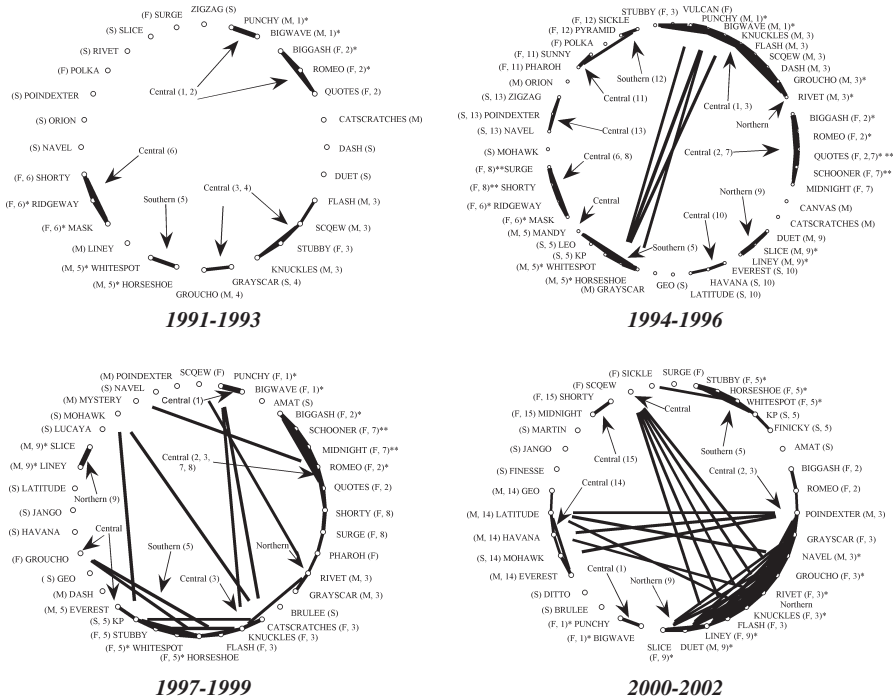 ZIGZAG (S)
(F) SURGE
PUNCHY (M, 1)*
(S) SLICE
BIGWAVE (M, 1)*
(S) RIVET
BIGGASH (F, 2)*
Central (1, 2)
(F) POLKA
ROMEO (F, 2)*
(S) POINDEXTER
QUOTES (F, 2)
(S) ORION
CATSCRATCHES (M)
(S) NAVEL
Central (6)
DASH (S)
(F, 6) SHORTY
Central (3, 4)
DUET (S)
Southern (5)
(F, 6)* RIDGEWAY
FLASH (M, 3)
(F, 6)* MASK
SCQEW (M, 3)
(M) LINEY
STUBBY (F, 3)
(M, 5)* WHITESPOT
KNUCKLES (M, 3)
(M, 5)* HORSESHOE
GRAYSCAR (S, 4)
GROUCHO (M, 4)
1991-1993
STUBBY (F, 3)
VULCAN (F)
(F, 12) SICKLE
PUNCHY (M, 1)*
(F, 12) PYRAMID
BIGWAVE (M, 1)*
(F) POLKA
KNUCKLES (M, 3)
(F, 11) SUNNY
FLASH (M, 3)
(F, 11) PHAROH
SCQEW (M, 3)
Southern (12)
DASH (M, 3)
(M) ORION
GROUCHO (M, 3)*
Central (11)
(S, 13) ZIGZAG
RIVET (M, 3)*
Central (1, 3)
(S, 13) POINDEXTER
Northern
BIGGASH (F, 2)*
(S, 13) NAVEL
Central (13)
ROMEO (F, 2)*
(S) MOHAWK
Central (6, 8)
Central (2, 7)
QUOTES (F, 2,7)* **
(F, 8)**SURGE
SCHOONER (F, 7)**
(F, 8)** SHORTY
MIDNIGHT (F, 7)
Northern (9)
(F, 6)* RIDGEWAY
Central
CANVAS (M)
(F, 6)* MASK
Central (10)
CATSCRATCHES (M)
(M, 5) MANDY
DUET (M, 9)
(S, 5) LEO
Southern (5)
SLICE (M, 9)*
(S, 5) KP
LINEY (M, 9)*
(M, 5)* WHITESPOT
EVEREST (S, 10)
(M, 5)* HORSESHOE
GEO (S)
HAVANA (S, 10)
(M) GRAYSCAR
LATITUDE (S, 10)
1994-1996
SCQEW (F)
(M) POINDEXTER
PUNCHY (F, 1)*
(S) NAVEL
BIGWAVE (F, 1)*
(M) MYSTERY
Central (1)
AMAT (S)
(S) MOHAWK
BIGGASH (F, 2)*
(S) LUCAYA
SCHOONER (F, 7)**
(M, 9)* SLICE
MIDNIGHT (F, 7)**
Central (2, 3,
7, 8)
(M, 9)* LINEY
ROMEO (F, 2)*
(S) LATITUDE
QUOTES (F, 2)
Northern (9)
(S) JANGO
SHORTY (F, 8)
Central
(S) HAVANA
SURGE (F, 8)
Southern (5)
Northern
(F) GROUCHO
PHAROH (F)
Central (3)
(S) GEO
RIVET (M, 3)
(M) DASH
GRAYSCAR (M, 3)
(M, 5) EVEREST
BRULEE (S)
(S, 5) KP
CATSCRATCHES (F, 3)
(F, 5) STUBBY
KNUCKLES (F, 3)
(F, 5)* WHITESPOT
FLASH (F, 3)
(F, 5)* HORSESHOE
1997-1999
(F) SICKLE
SURGE (F)
(F) SCQEW
STUBBY (F, 5)*
(F, 15) SHORTY
HORSESHOE (F, 5)*
(F, 15) MIDNIGHT
Central
WHITESPOT (F, 5)*
(S) MARTIN
KP (S, 5)
FINICKY (S, 5)
(S) JANGO
Central (15)
Southern (5)
AMAT (S)
(S) FINESSE
Central (14)
Central (2, 3)
BIGGASH (F, 2)
(M, 14) GEO
ROMEO (F, 2)
(M, 14) LATITUDE
POINDEXTER (M, 3)
(M, 14) HAVANA
GRAYSCAR (F, 3)
(S, 14) MOHAWK
Central (1)
NAVEL (M, 3)*
(M, 14) EVEREST
Northern (9)
GROUCHO (F, 3)*
(S) DITTO
RIVET (F, 3)*
(S) BRULEE
Northern
(F, 1)* PUNCHY
KNUCKLES (F, 3)*
(F, 1)* BIGWAVE
FLASH (F, 3)
LINEY (F, 9)*
SLICE
(F, 9)*
DUET (M, 9)*
2000-2002